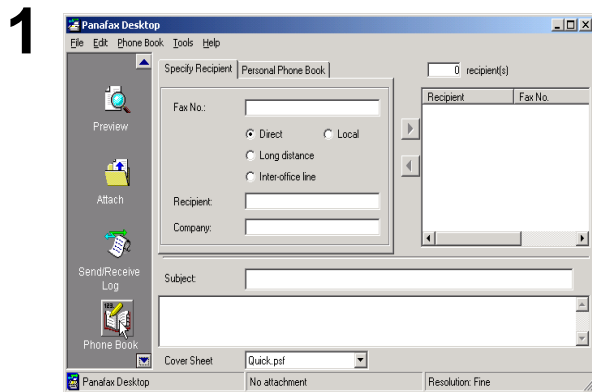 1
Panafax Desktop
File Edit Phone Book Tools Help
Specify Recipient Personal Phone Book
0 recipient(s)
Recipient Fax No.
Fax No.:
Direct Local
Long distance
Inter-office line
Recipient:
Company:
Preview
Attach
Send/Receive
Log
Phone Book
Subject:
Cover Sheet Quick.psf
Panafax Desktop No attachment Resolution: Fine